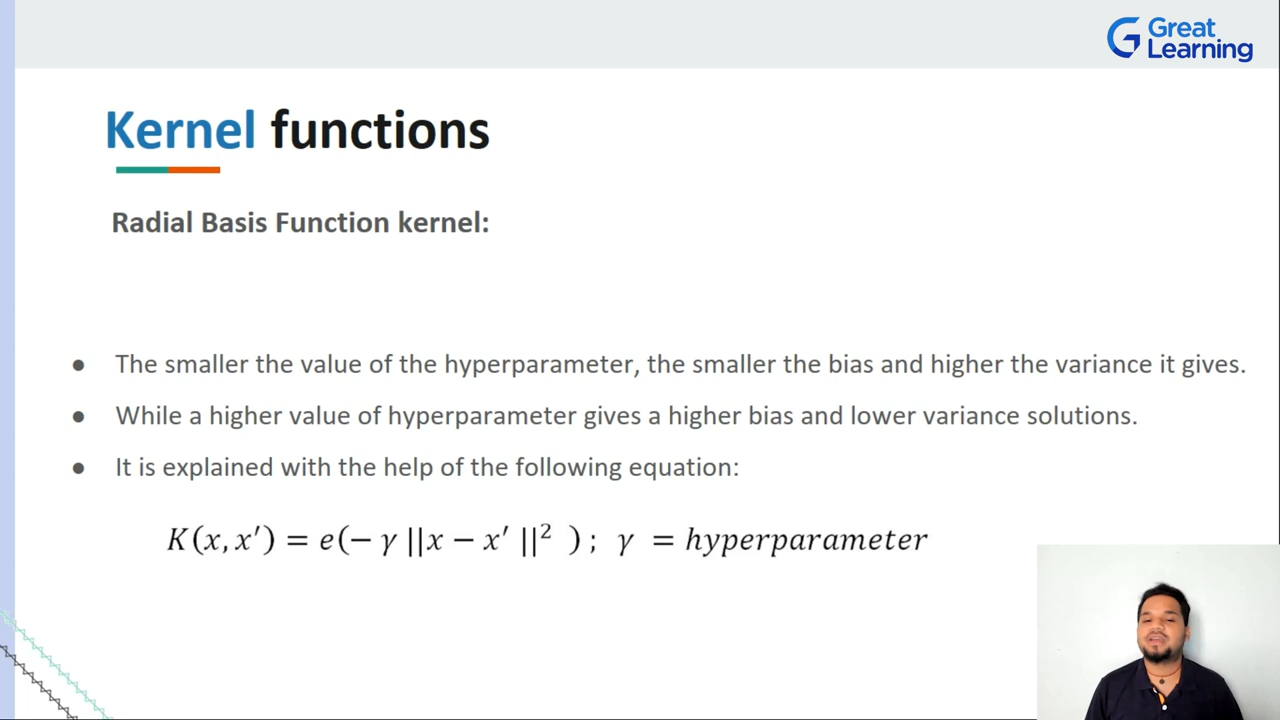 Great
Learning
Kernel functions
Radial Basis Function kernel:
● The smaller the value of the hyperparameter, the smaller the bias and higher the variance it gives.
● While a higher value of hyperparameter gives a higher bias and lower variance solutions.
● It is explained with the help of the following equation:
K(x, x′) = e(− γ ||x − x′ ||² ) ; γ = hyperparameter